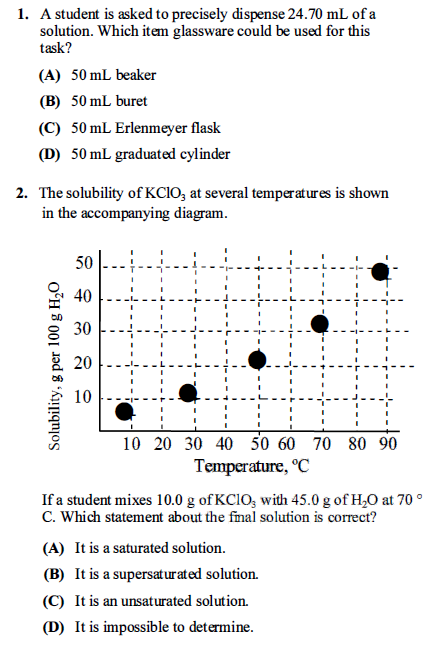 1. A student is asked to precisely dispense 24.70 mL of a
solution. Which item glassware could be used for this
task?
(A) 50 mL beaker
(B) 50 mL buret
(C) 50 mL Erlenmeyer flask
(D) 50 mL graduated cylinder
2. The solubility of KClO₃ at several temperatures is shown
in the accompanying diagram.
Solubility, g per 100 g H₂O
50
40
30
20
10
10 20 30 40 50 60 70 80 90
Temperature, °C
If a student mixes 10.0 g of KClO₃ with 45.0 g of H₂O at 70 °
C. Which statement about the final solution is correct?
(A) It is a saturated solution.
(B) It is a supersaturated solution.
(C) It is an unsaturated solution.
(D) It is impossible to determine.